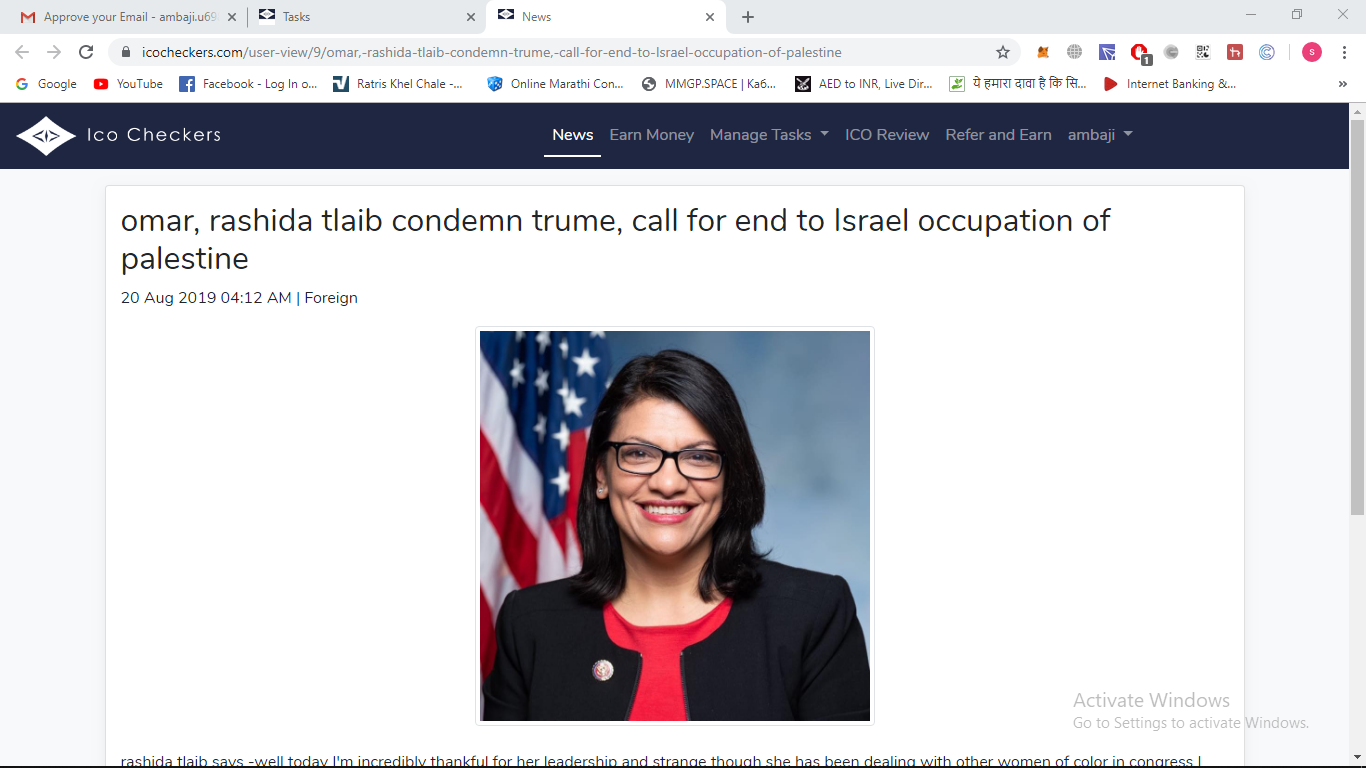 Approve your Email - ambaji.u69
Tasks
News
icocheckers.com/user-view/9/omar,-rashida-tlaib-condemn-trume,-call-for-end-to-Israel-occupation-of-palestine
1
s
Google
YouTube
Facebook - Log In o...
Ratris Khel Chale -...
Online Marathi Con...
MMGP.SPACE | Ka6...
AED to INR, Live Dir...
ये हमारा दावा है कि सि...
Internet Banking &...
»
Ico Checkers
News
Earn Money
Manage Tasks
ICO Review
Refer and Earn
ambaji
omar, rashida tlaib condemn trume, call for end to Israel occupation of
palestine
20 Aug 2019 04:12 AM | Foreign
Activate Windows
Go to Settings to activate Windows.
rashida tlaib says -well today I'm incredibly thankful for her leadership and strange though she has been dealing with other women of color in congress I